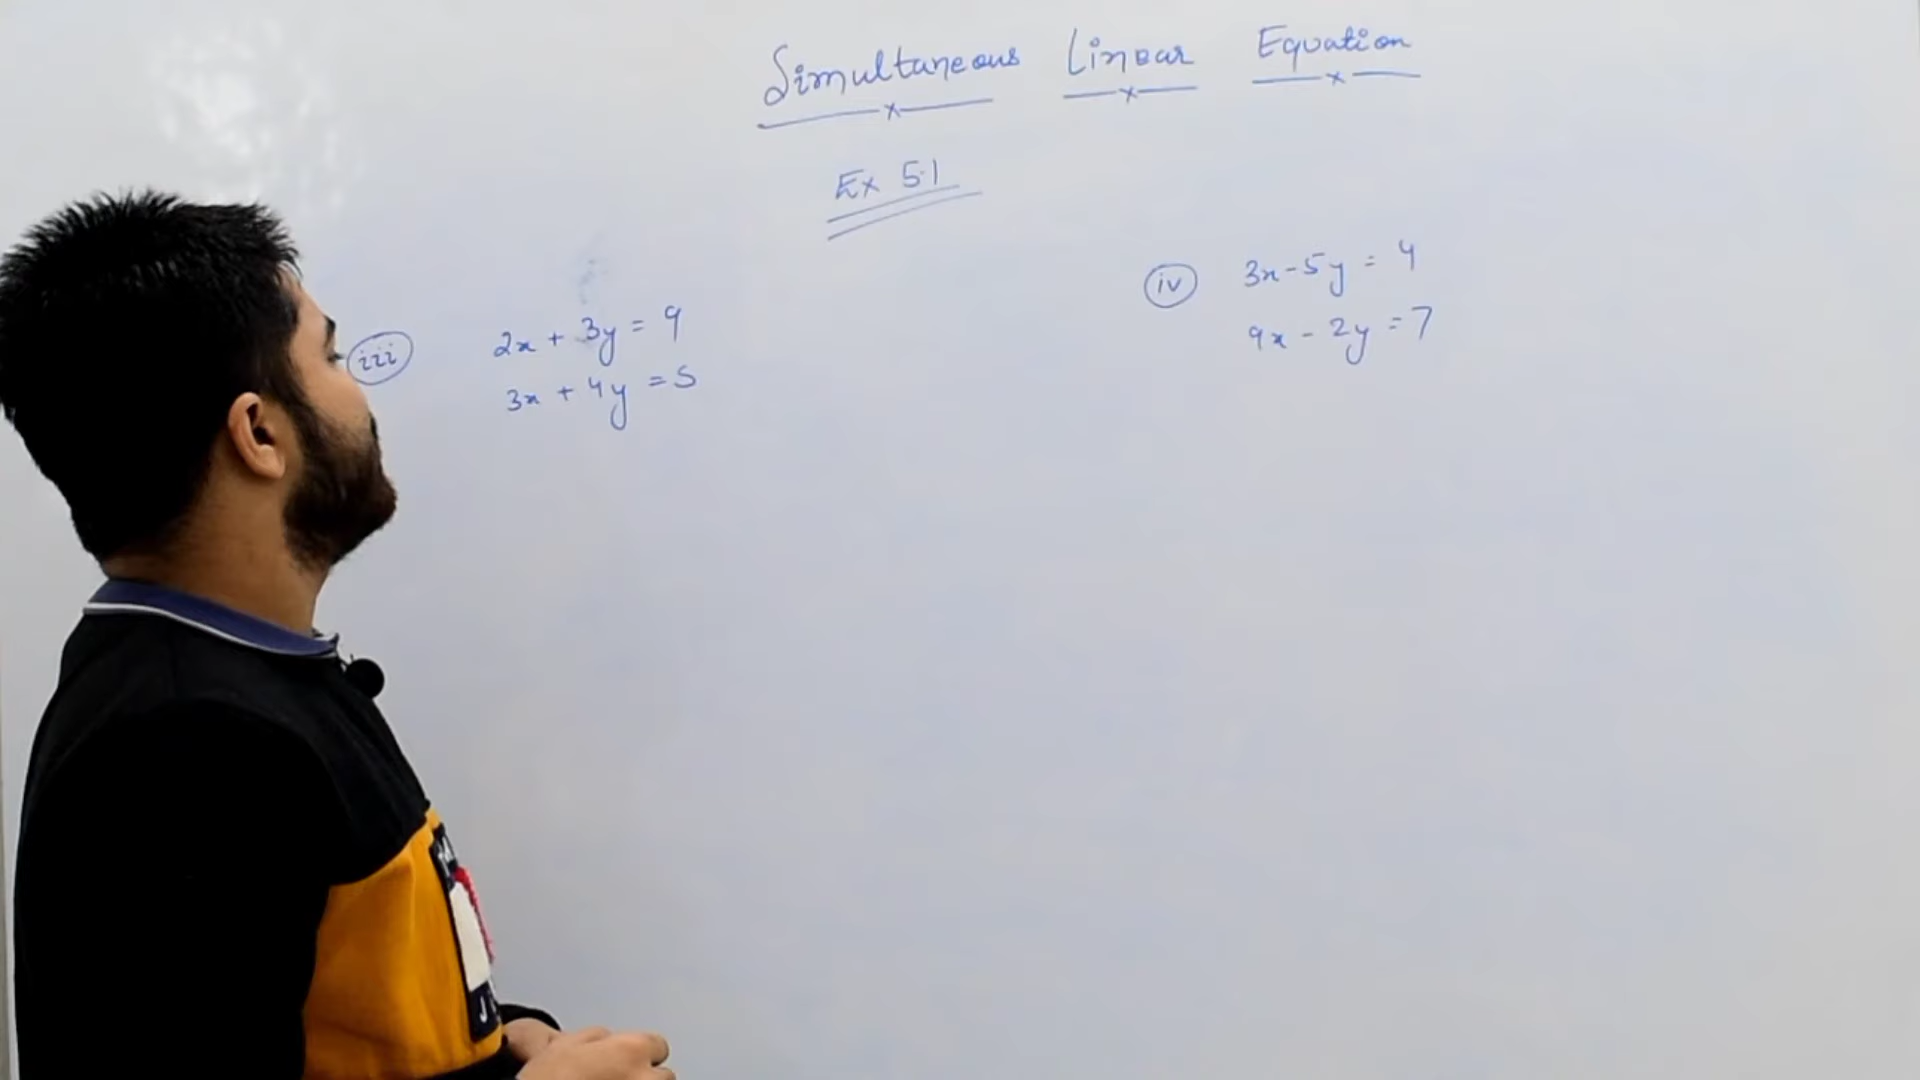 Simultaneous Linear Equation
Ex 5.1
iii 2x + 3y = 9
3x + 4y = 5
iv 3x - 5y = 4
9x - 2y = 7